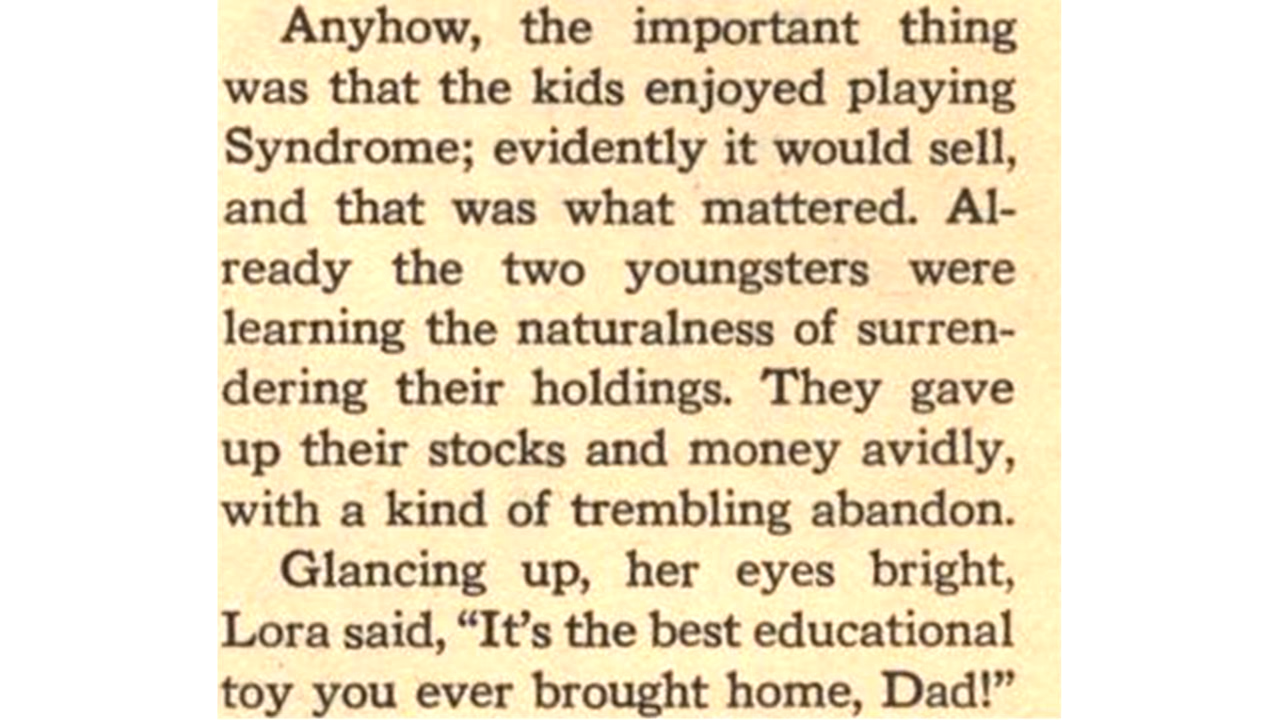 Anyhow, the important thing
was that the kids enjoyed playing
Syndrome; evidently it would sell,
and that was what mattered. Al-
ready the two youngsters were
learning the naturalness of surren-
dering their holdings. They gave
up their stocks and money avidly,
with a kind of trembling abandon.
Glancing up, her eyes bright,
Lora said, “It’s the best educational
toy you ever brought home, Dad!”